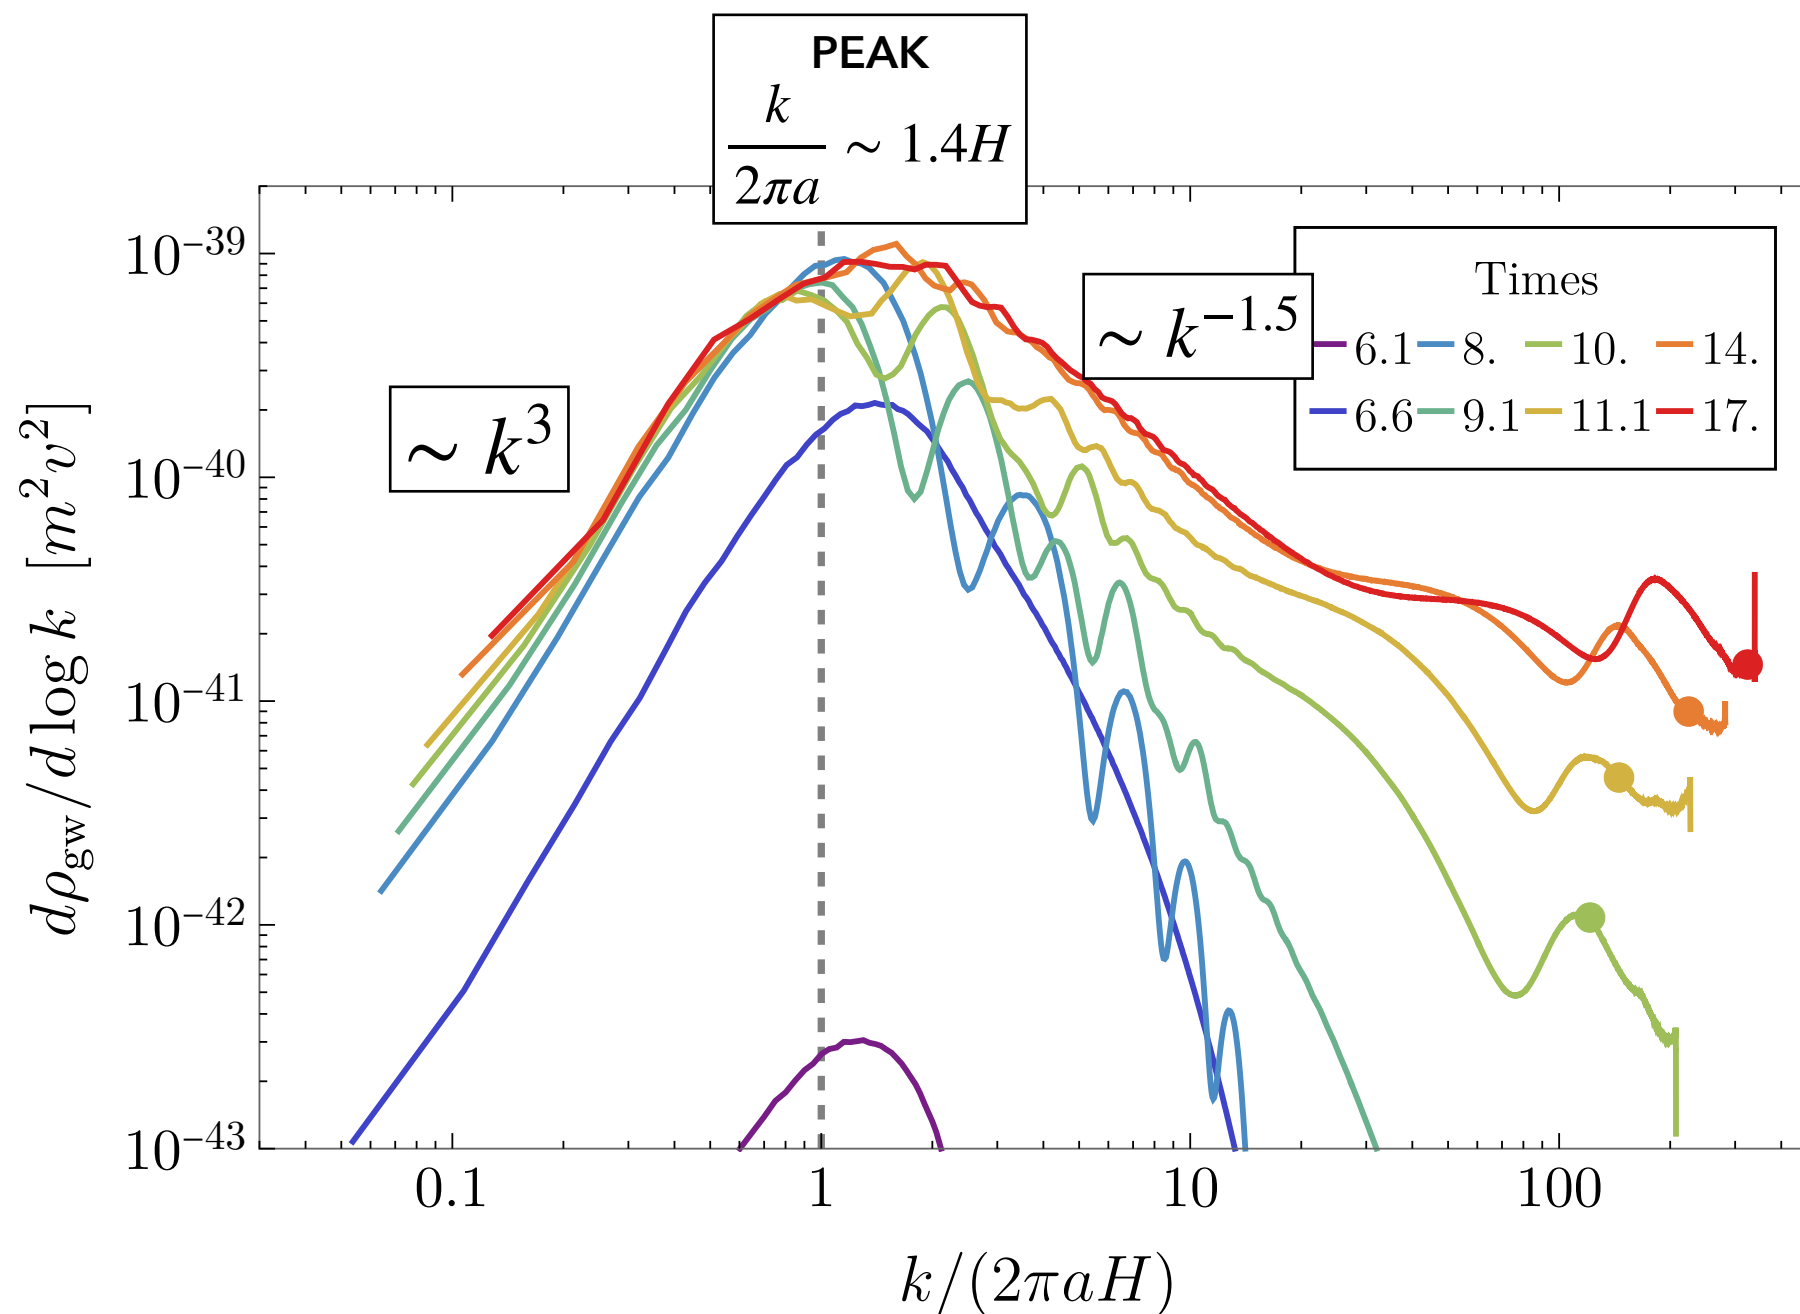 PEAK
k/2πa ~ 1.4H
~ k^3
~ k^−1.5
Times
6.1 8. 10. 14.
6.6 9.1 11.1 17.
dρ_gw/d log k [m^2v^2]
10^−39
10^−40
10^−41
10^−42
10^−43
0.1 1 10 100
k/(2πaH)